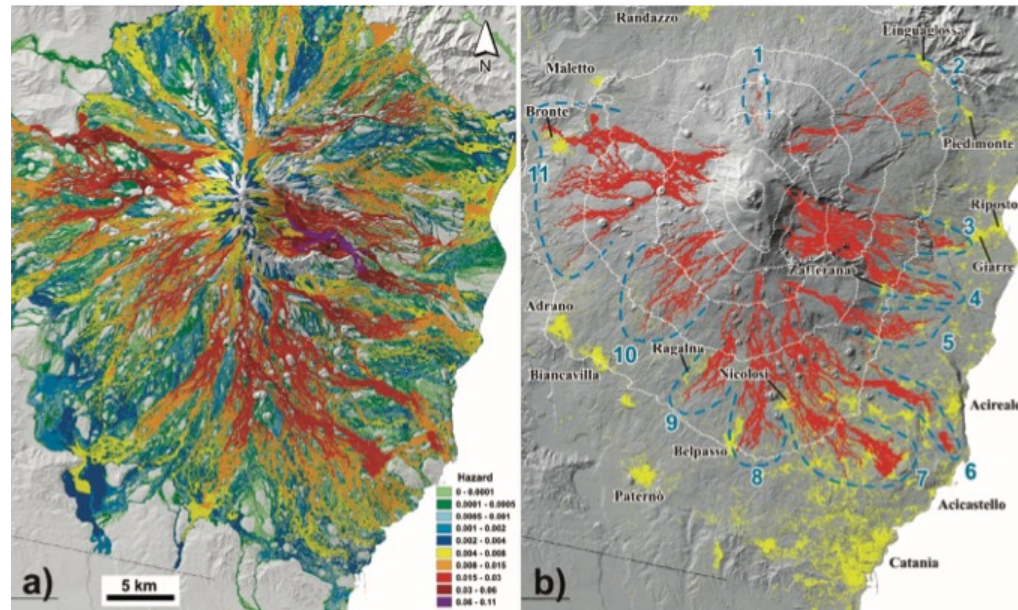 N
Hazard
0 - 0.0001
0.0001 - 0.0005
0.0005 - 0.001
0.001 - 0.002
0.002 - 0.004
0.004 - 0.008
0.008 - 0.015
0.015 - 0.03
0.03 - 0.06
0.06 - 0.11
a)
5 km
Randazzo
Linguaglossa
1
2
Maletto
Bronte
Piedimonte
11
Riposto
3
Zafferana
Giarre
4
Adrano
5
10
Ragalna
Biancavilla
Nicolosi
Acireale
9
Belpasso
8
7
6
Paternò
Acicastello
Catania
b)